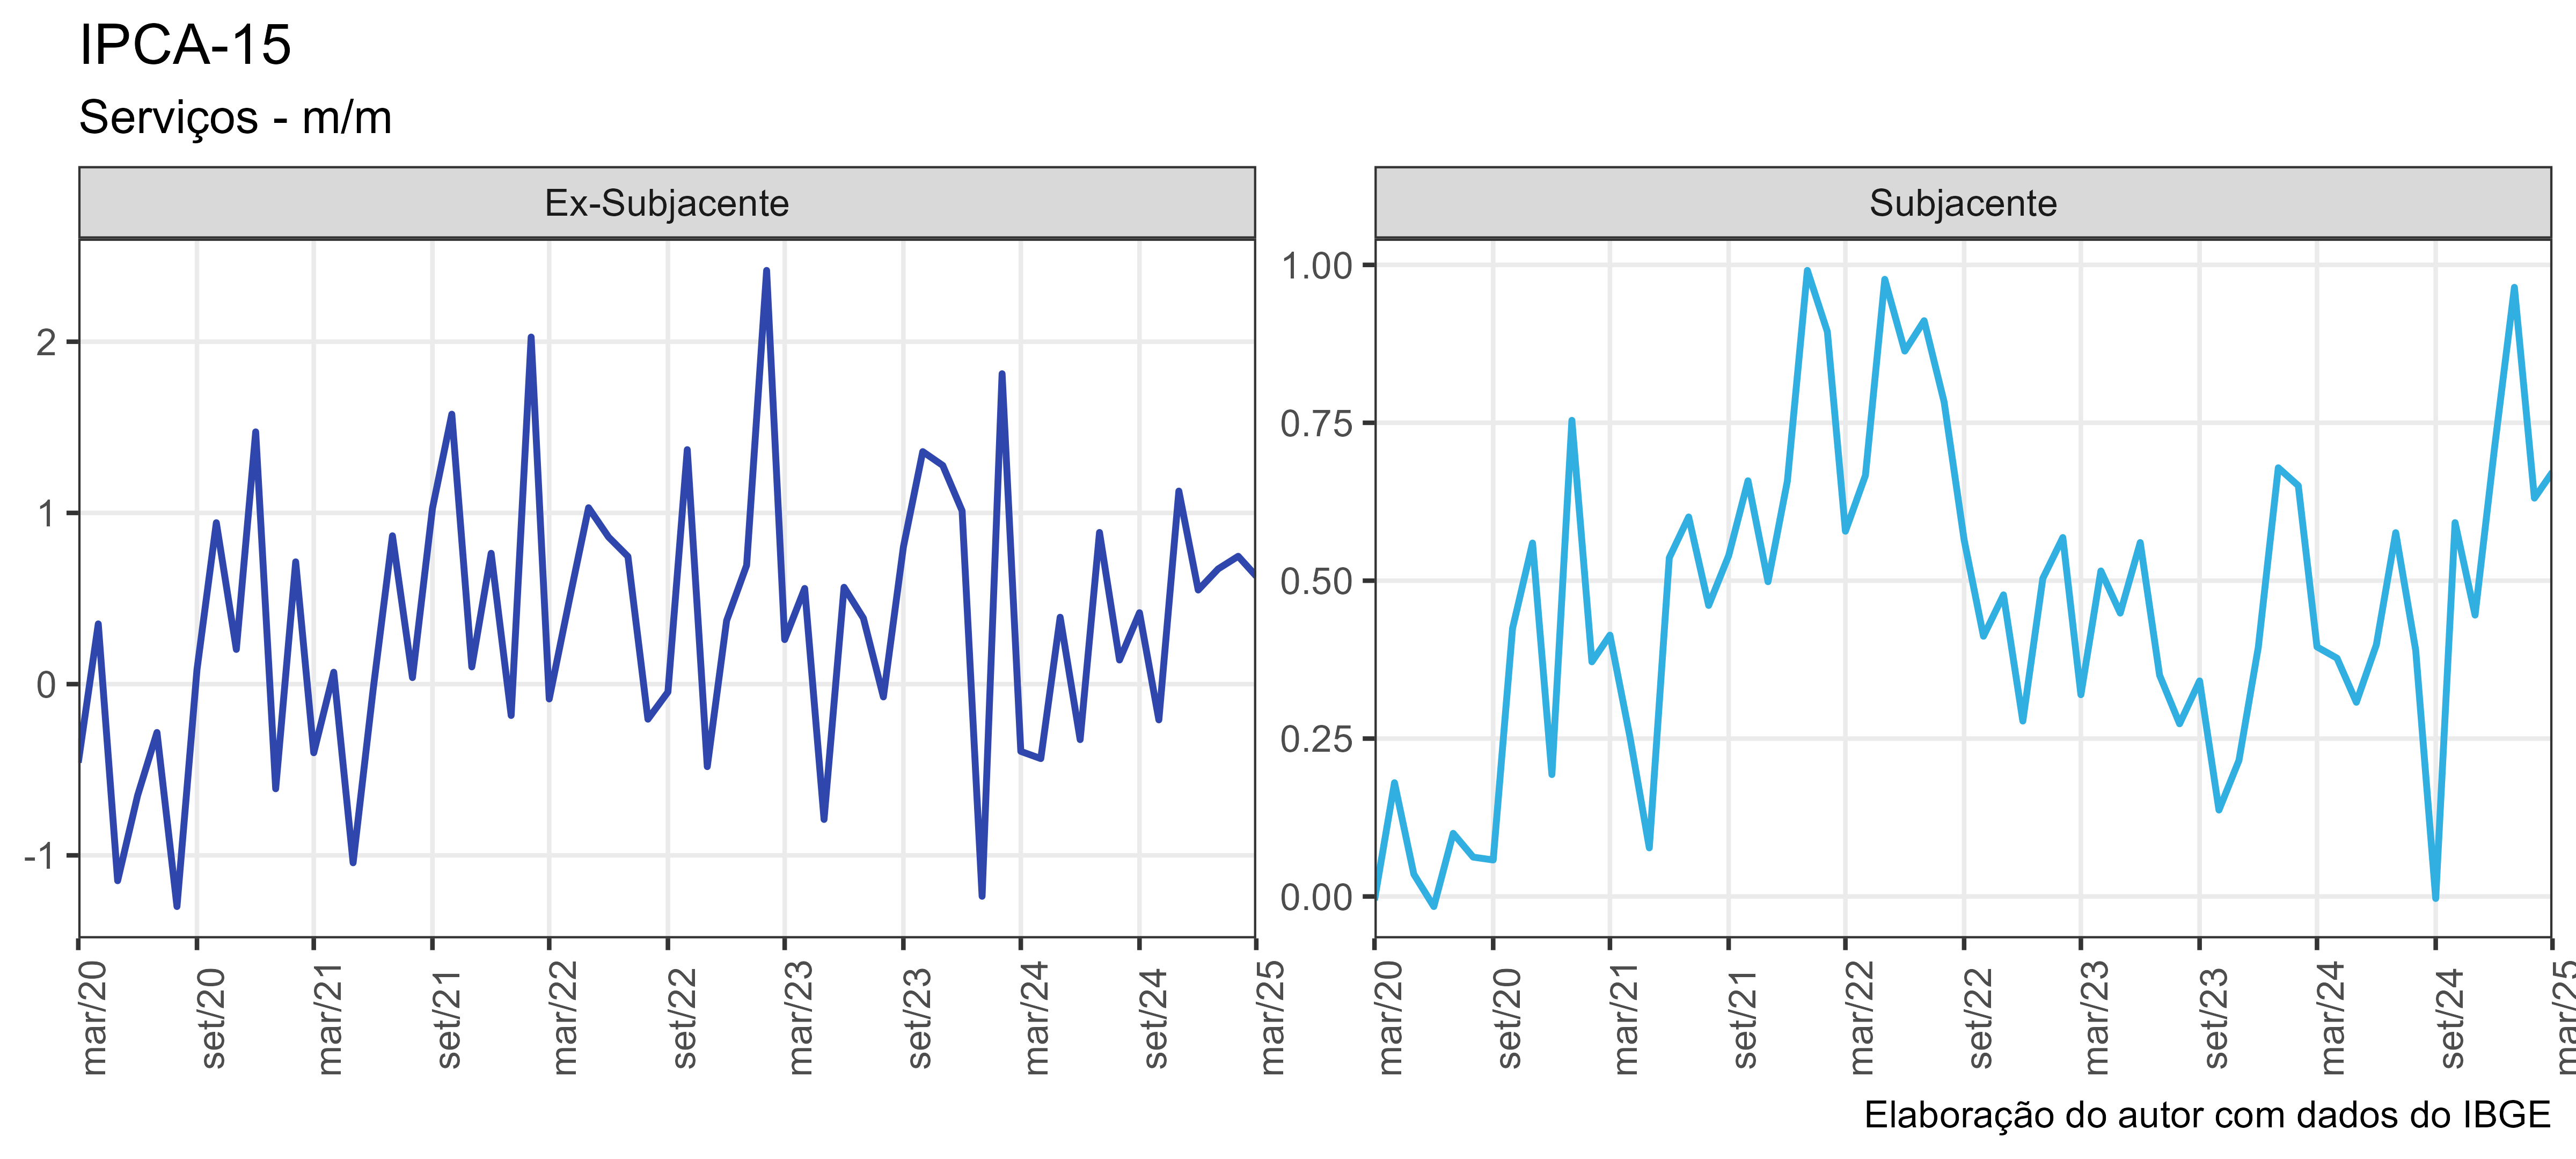 IPCA-15
Serviços - m/m
Ex-Subjacente
Subjacente
2
1
0
-1
1.00
0.75
0.50
0.25
0.00
mar/20
set/20
mar/21
set/21
mar/22
set/22
mar/23
set/23
mar/24
set/24
mar/25
mar/20
set/20
mar/21
set/21
mar/22
set/22
mar/23
set/23
mar/24
set/24
mar/25
Elaboração do autor com dados do IBGE